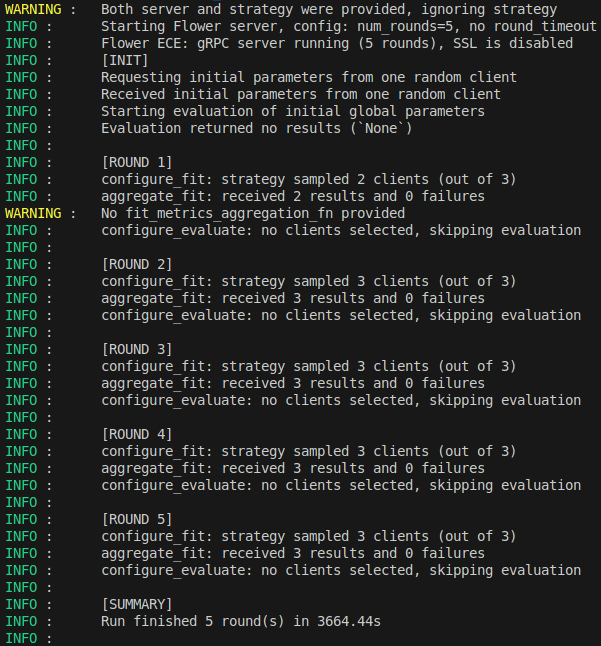 WARNING :   Both server and strategy were provided, ignoring strategy
INFO :      Starting Flower server, config: num_rounds=5, no round_timeout
INFO :      Flower ECE: gRPC server running (5 rounds), SSL is disabled
INFO :      [INIT]
INFO :      Requesting initial parameters from one random client
INFO :      Received initial parameters from one random client
INFO :      Starting evaluation of initial global parameters
INFO :      Evaluation returned no results (`None`)
INFO :
INFO :      [ROUND 1]
INFO :      configure_fit: strategy sampled 2 clients (out of 3)
INFO :      aggregate_fit: received 2 results and 0 failures
WARNING :   No fit_metrics_aggregation_fn provided
INFO :      configure_evaluate: no clients selected, skipping evaluation
INFO :
INFO :      [ROUND 2]
INFO :      configure_fit: strategy sampled 3 clients (out of 3)
INFO :      aggregate_fit: received 3 results and 0 failures
INFO :      configure_evaluate: no clients selected, skipping evaluation
INFO :
INFO :      [ROUND 3]
INFO :      configure_fit: strategy sampled 3 clients (out of 3)
INFO :      aggregate_fit: received 3 results and 0 failures
INFO :      configure_evaluate: no clients selected, skipping evaluation
INFO :
INFO :      [ROUND 4]
INFO :      configure_fit: strategy sampled 3 clients (out of 3)
INFO :      aggregate_fit: received 3 results and 0 failures
INFO :      configure_evaluate: no clients selected, skipping evaluation
INFO :
INFO :      [ROUND 5]
INFO :      configure_fit: strategy sampled 3 clients (out of 3)
INFO :      aggregate_fit: received 3 results and 0 failures
INFO :      configure_evaluate: no clients selected, skipping evaluation
INFO :
INFO :      [SUMMARY]
INFO :      Run finished 5 round(s) in 3664.44s
INFO :